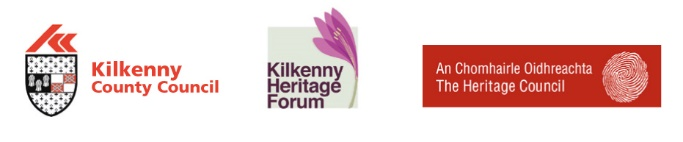 Kilkenny
County Council
Kilkenny
Heritage
Forum
An Chomhairle Oidhreachta
The Heritage Council